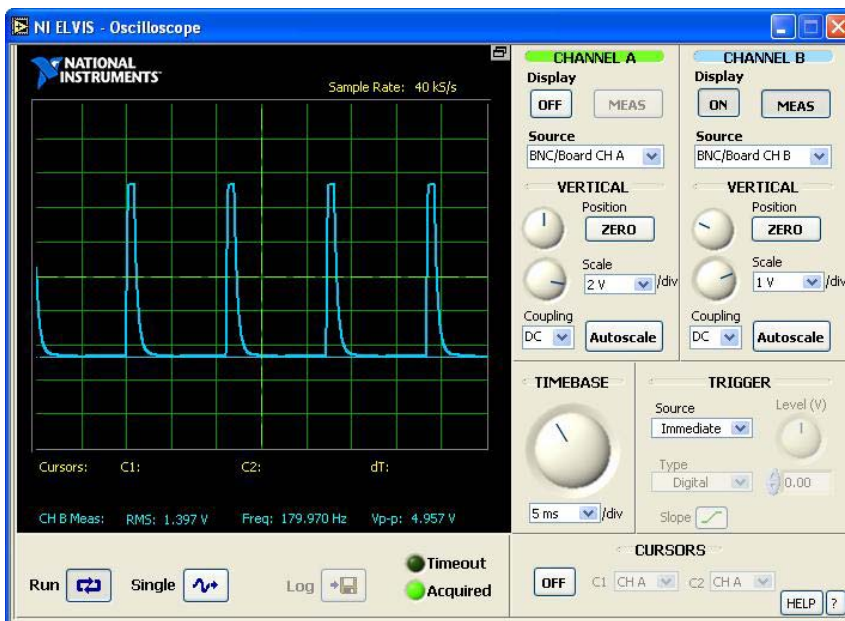 NI ELVIS - Oscilloscope
NATIONAL
INSTRUMENTS
Sample Rate: 40 kS/s
Cursors: C1: C2: dT:
CH B Meas: RMS: 1.397 V Freq: 179.970 Hz Vp-p: 4.957 V
CHANNEL A
Display
OFF MEAS
Source
BNC/Board CH A
VERTICAL
Position
ZERO
Scale
2 V /div
Coupling
DC Autoscale
CHANNEL B
Display
ON MEAS
Source
BNC/Board CH B
VERTICAL
Position
ZERO
Scale
1 V /div
Coupling
DC Autoscale
TIMEBASE
5 ms /div
TRIGGER
Source Level (V)
Immediate
Type
Digital 0.00
Slope
Run Single Log
Timeout
Acquired
CURSORS
OFF C1 CH A C2 CH A
HELP ?